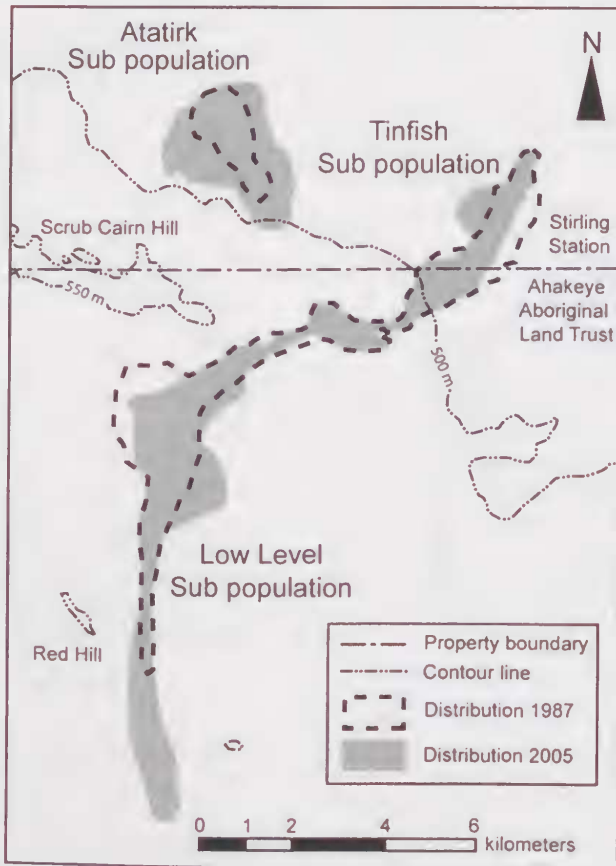 Atatirk
Sub population
N
Tinfish
Sub population
Scrub Cairn Hill
Stirling
Station
550 m
Ahakeye
Aboriginal
Land Trust
500 m
Low Level
Sub population
Red Hill
Property boundary
Contour line
Distribution 1987
Distribution 2005
0 1 2 4 6
kilometers